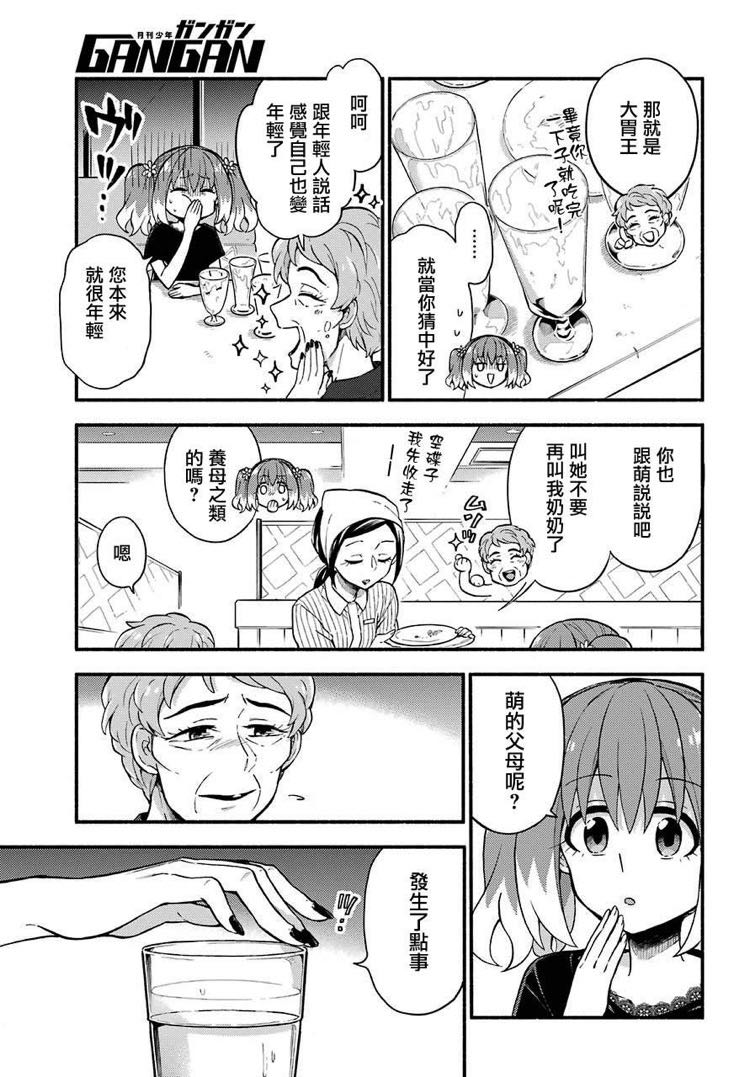 月刊少年
ガンガン
GANGAN
那就是
大胃王
畢竟你
一下子就吃完
了呢!
……
就當你猜中好了
呵呵
跟年輕人說話
感覺自己也變
年輕了
ヴッ…
您本來
就很年輕
你也
跟萌說說吧
叫她不要
再叫我奶奶了
ムリッ
空碟子
我先收走了
養母之類
的嗎?
嗯
萌的父母呢?
發生了點事